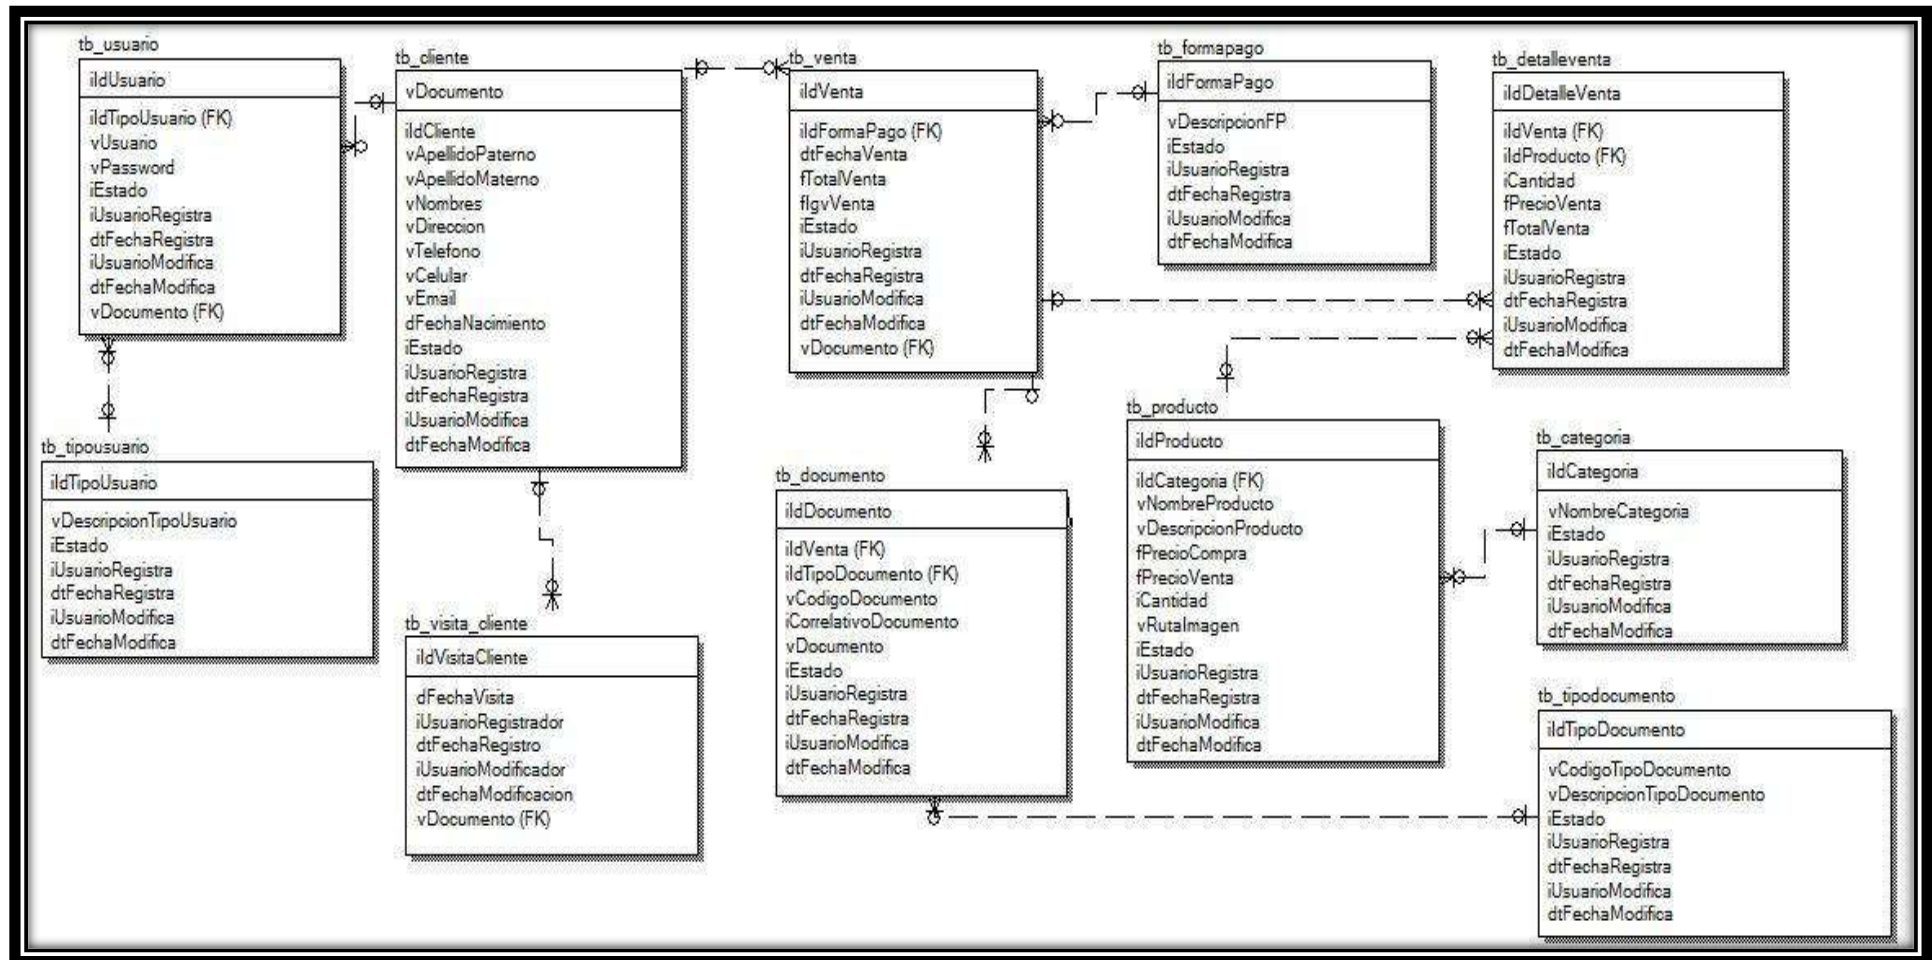 tb_usuario
iIdUsuario
iIdTipoUsuario (FK)
vUsuario
vPassword
iEstado
iUsuarioRegistra
dtFechaRegistra
iUsuarioModifica
dtFechaModifica
vDocumento (FK)
tb_cliente
vDocumento
iIdCliente
vApellidoPaterno
vApellidoMaterno
vNombres
vDireccion
vTelefono
vCelular
vEmail
dFechaNacimiento
iEstado
iUsuarioRegistra
dtFechaRegistra
iUsuarioModifica
dtFechaModifica
tb_venta
iIdVenta
iIdFormaPago (FK)
dtFechaVenta
fTotalVenta
fIgvVenta
iEstado
iUsuarioRegistra
dtFechaRegistra
iUsuarioModifica
dtFechaModifica
vDocumento (FK)
tb_formapago
iIdFormaPago
vDescripcionFP
iEstado
iUsuarioRegistra
dtFechaRegistra
iUsuarioModifica
dtFechaModifica
tb_detalleventa
iIdDetalleVenta
iIdVenta (FK)
iIdProducto (FK)
iCantidad
fPrecioVenta
fTotalVenta
iEstado
iUsuarioRegistra
dtFechaRegistra
iUsuarioModifica
dtFechaModifica
tb_tipousuario
iIdTipoUsuario
vDescripcionTipoUsuario
iEstado
iUsuarioRegistra
dtFechaRegistra
iUsuarioModifica
dtFechaModifica
tb_visita_cliente
iIdVisitaCliente
dFechaVisita
iUsuarioRegistrador
dtFechaRegistro
iUsuarioModificador
dtFechaModificacion
vDocumento (FK)
tb_documento
iIdDocumento
iIdVenta (FK)
iIdTipoDocumento (FK)
vCodigoDocumento
iCorrelativoDocumento
vDocumento
iEstado
iUsuarioRegistra
dtFechaRegistra
iUsuarioModifica
dtFechaModifica
tb_producto
iIdProducto
iIdCategoria (FK)
vNombreProducto
vDescripcionProducto
fPrecioCompra
fPrecioVenta
iCantidad
vRutaImagen
iEstado
iUsuarioRegistra
dtFechaRegistra
iUsuarioModifica
dtFechaModifica
tb_categoria
iIdCategoria
vNombreCategoria
iEstado
iUsuarioRegistra
dtFechaRegistra
iUsuarioModifica
dtFechaModifica
tb_tipodocumento
iIdTipoDocumento
vCodigoTipoDocumento
vDescripcionTipoDocumento
iEstado
iUsuarioRegistra
dtFechaRegistra
iUsuarioModifica
dtFechaModifica